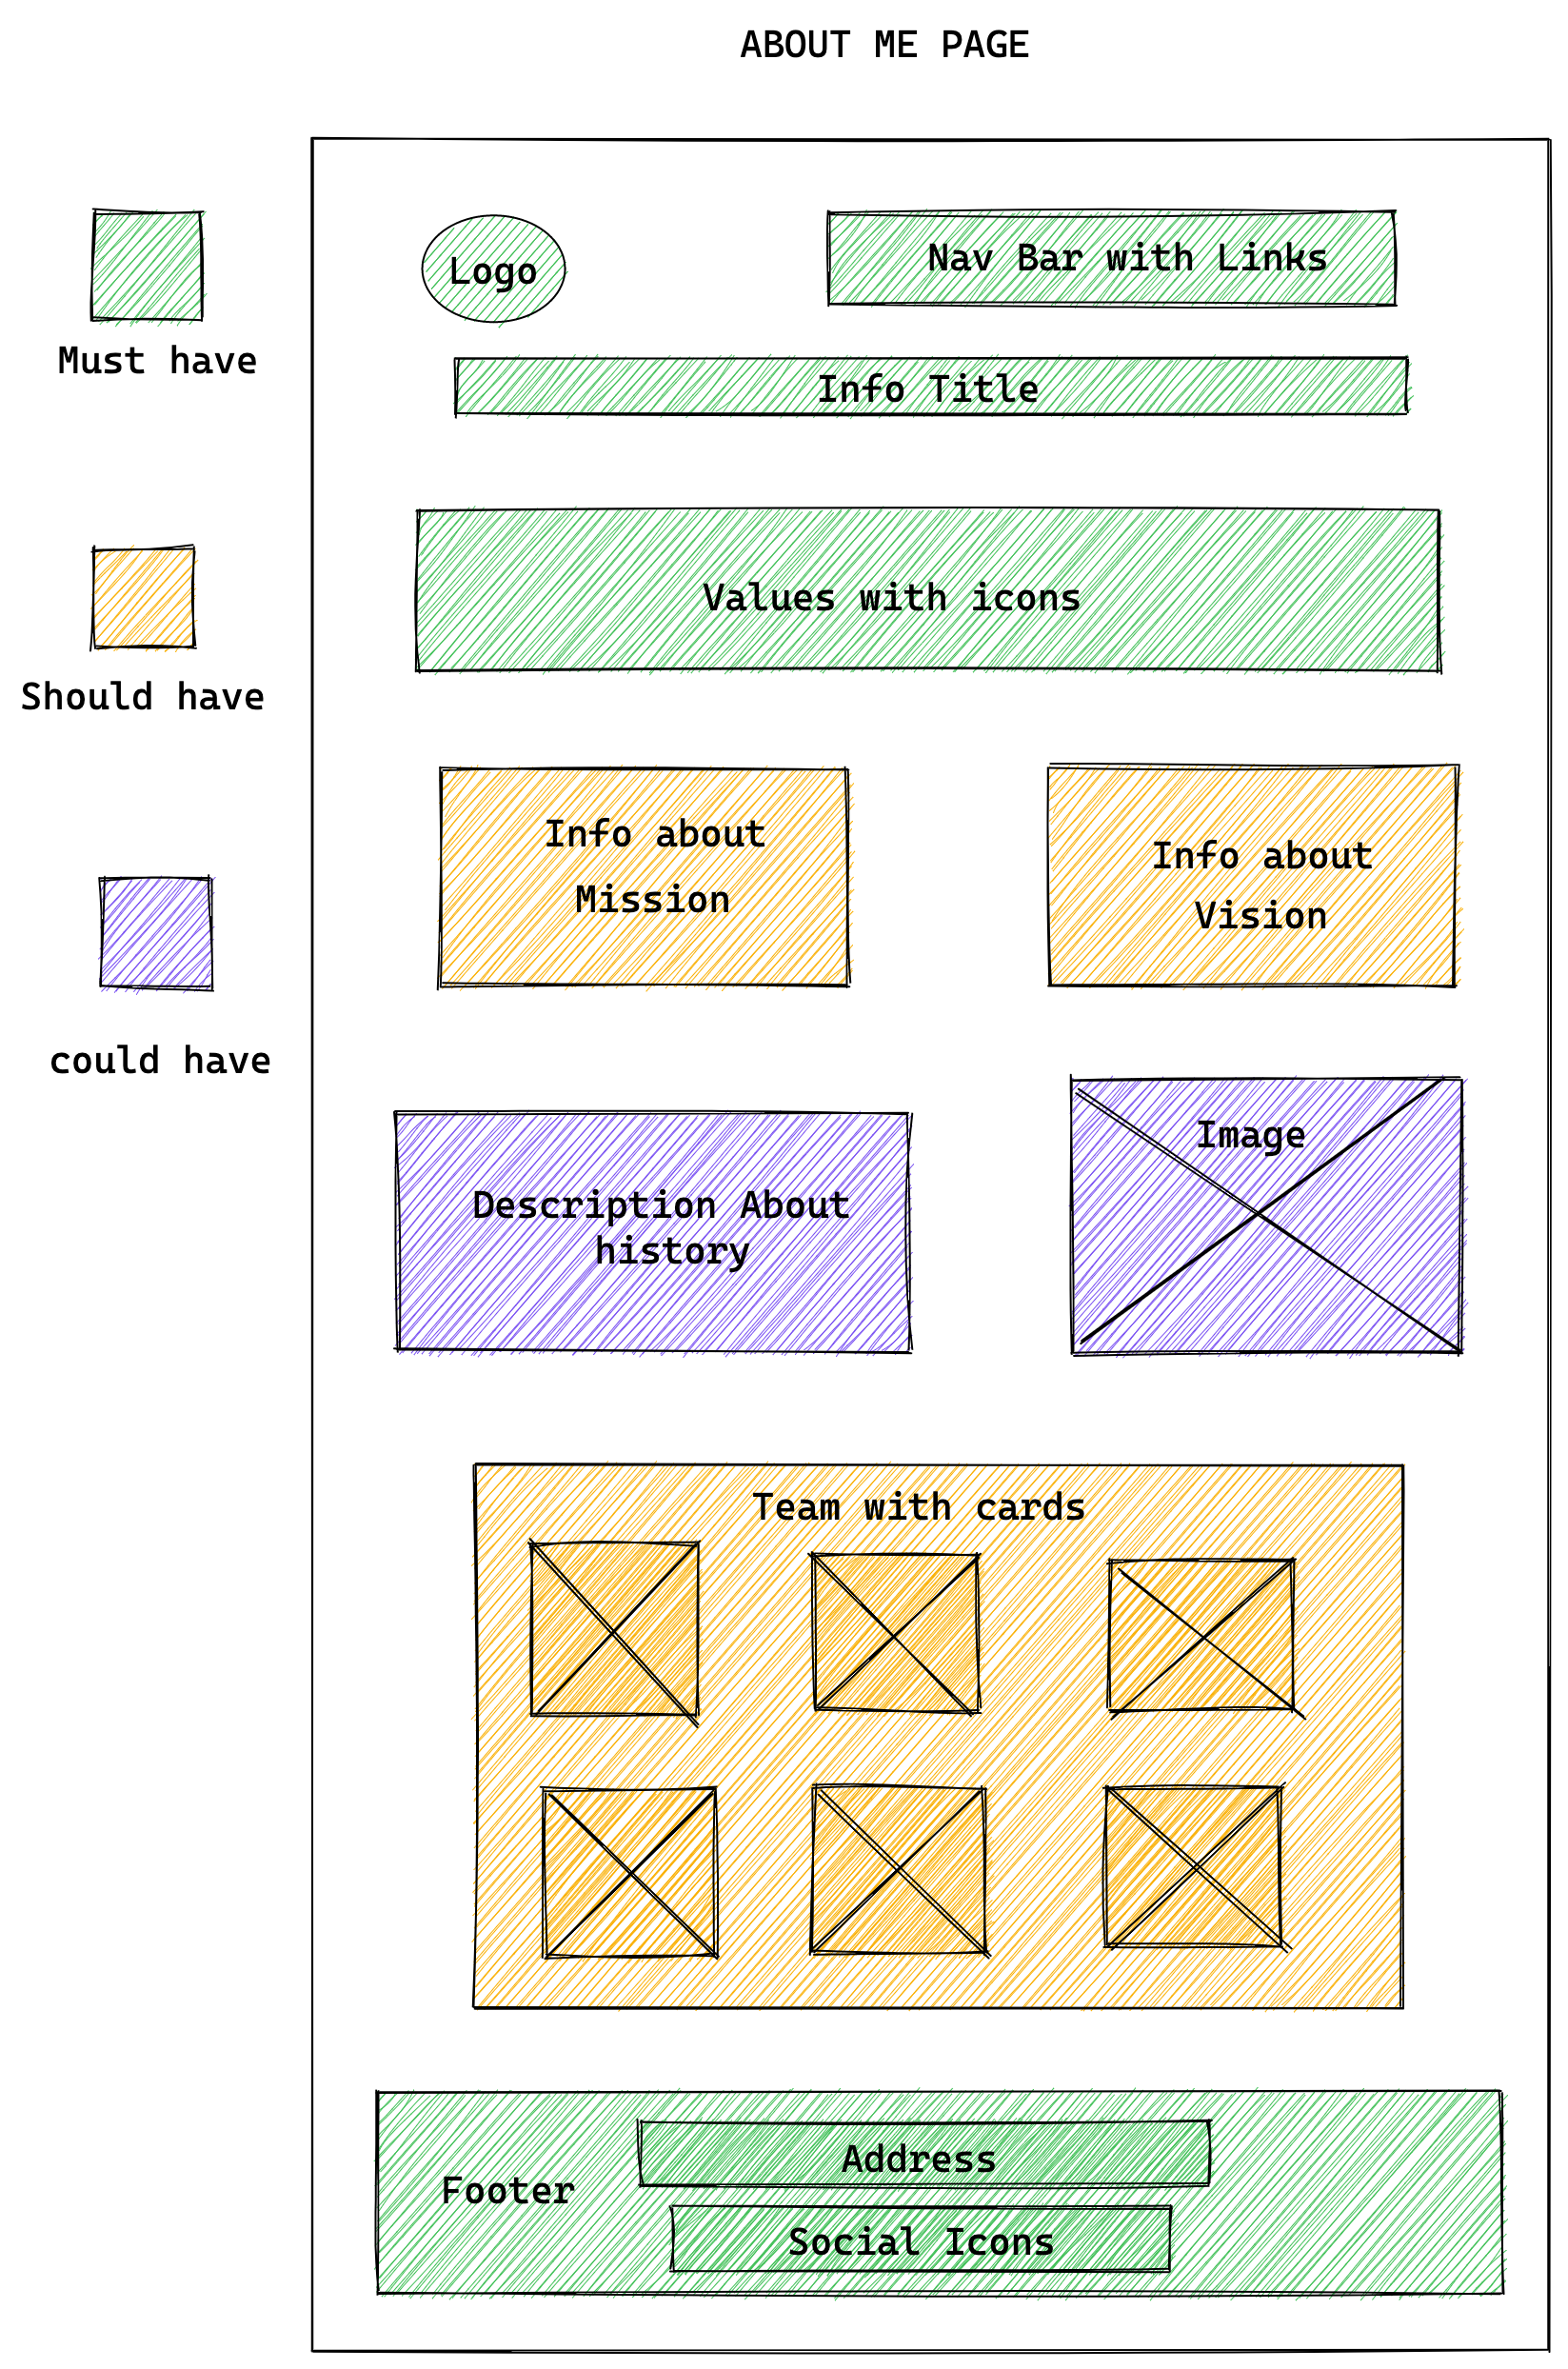 ABOUT ME PAGE
Must have
Should have
could have
Logo
Nav Bar with Links
Info Title
Values with icons
Info about
Mission
Info about
Vision
Description About
history
Image
Team with cards
Footer
Address
Social Icons